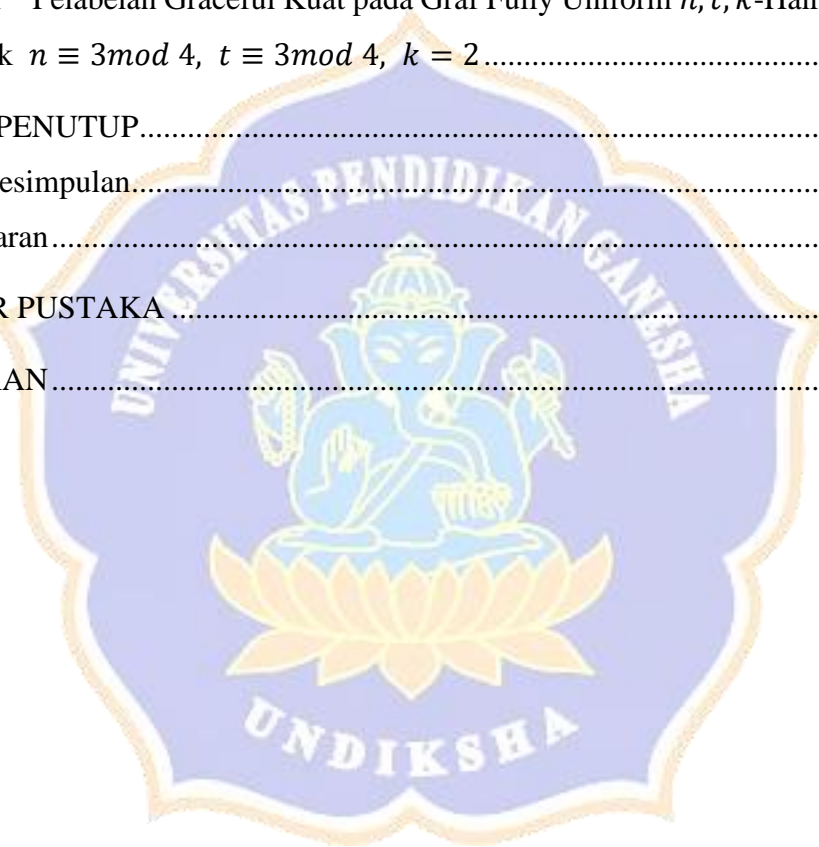 Pelabelan Graceful Kuat pada Graf Fully Uniform n, t, k-Hair
k n ≡ 3mod 4, t ≡ 3mod 4, k = 2..........................................
PENUTUP..........................................................................
esimpulan..........................................................................
aran..........................................................................
R PUSTAKA ..........................................................................
RAN..........................................................................
UNIVERSITAS PENDIDIKAN GANESHA
UNDIKSHA